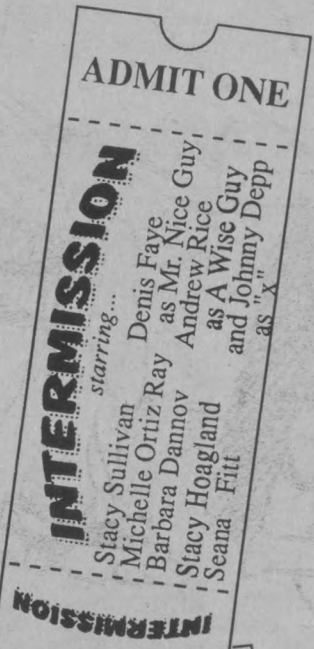 ADMIT ONE
INTERMISSION
starring...
Stacy Sullivan
Michelle Ortiz Ray
Barbara Dannov
Stacy Hoagland
Seana Fitt
Denis Faye
as Mr. Nice Guy
Andrew Rice
as A Wise Guy
and Johnny Depp
as "x"
INTERMISSION